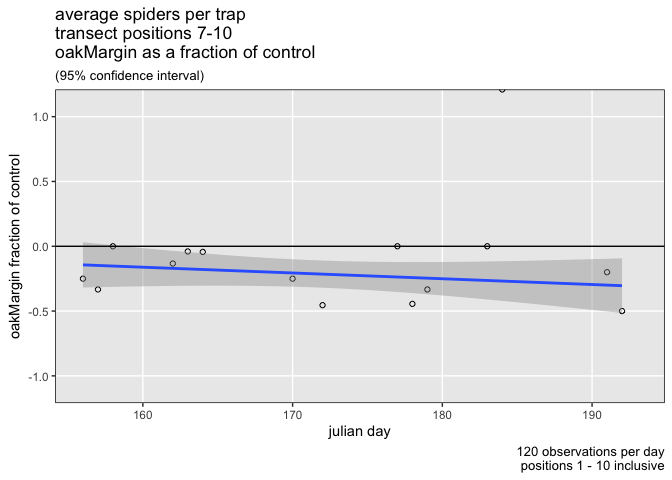 average spiders per trap
transect positions 7-10
oakMargin as a fraction of control
(95% confidence interval)
oakMargin fraction of control
1.0
0.5
0.0
-0.5
-1.0
160
170
180
190
julian day
120 observations per day
positions 1 - 10 inclusive